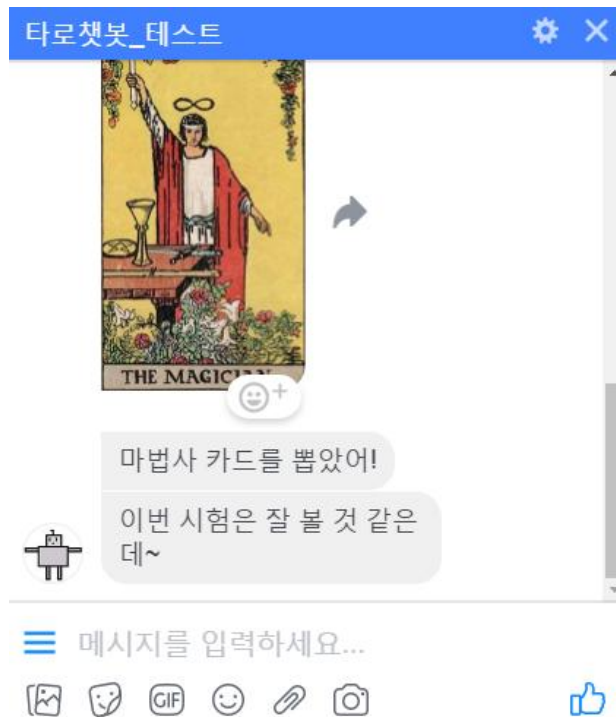 타로챗봇_테스트
THE MAGICIAN
마법사 카드를 뽑았어!
이번 시험은 잘 볼 것 같은
데~
메시지를 입력하세요...
GIF